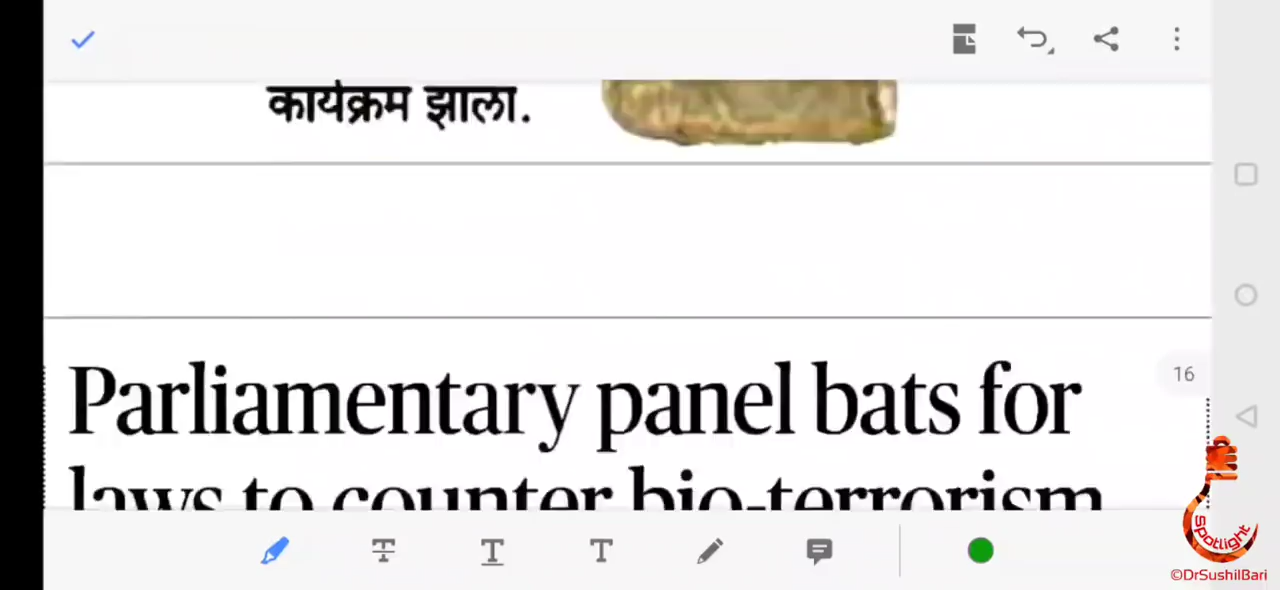 कार्यक्रम झाला.
Parliamentary panel bats for
laws to counter bio-terrorism
16
T
T
T
Spotlight
©DrSushilBari